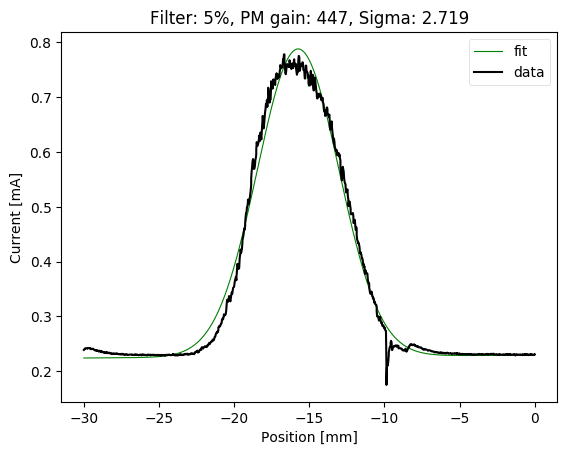 Filter: 5%, PM gain: 447, Sigma: 2.719
fit
data
Current [mA]
0.8
0.7
0.6
0.5
0.4
0.3
0.2
−30 −25 −20 −15 −10 −5 0
Position [mm]